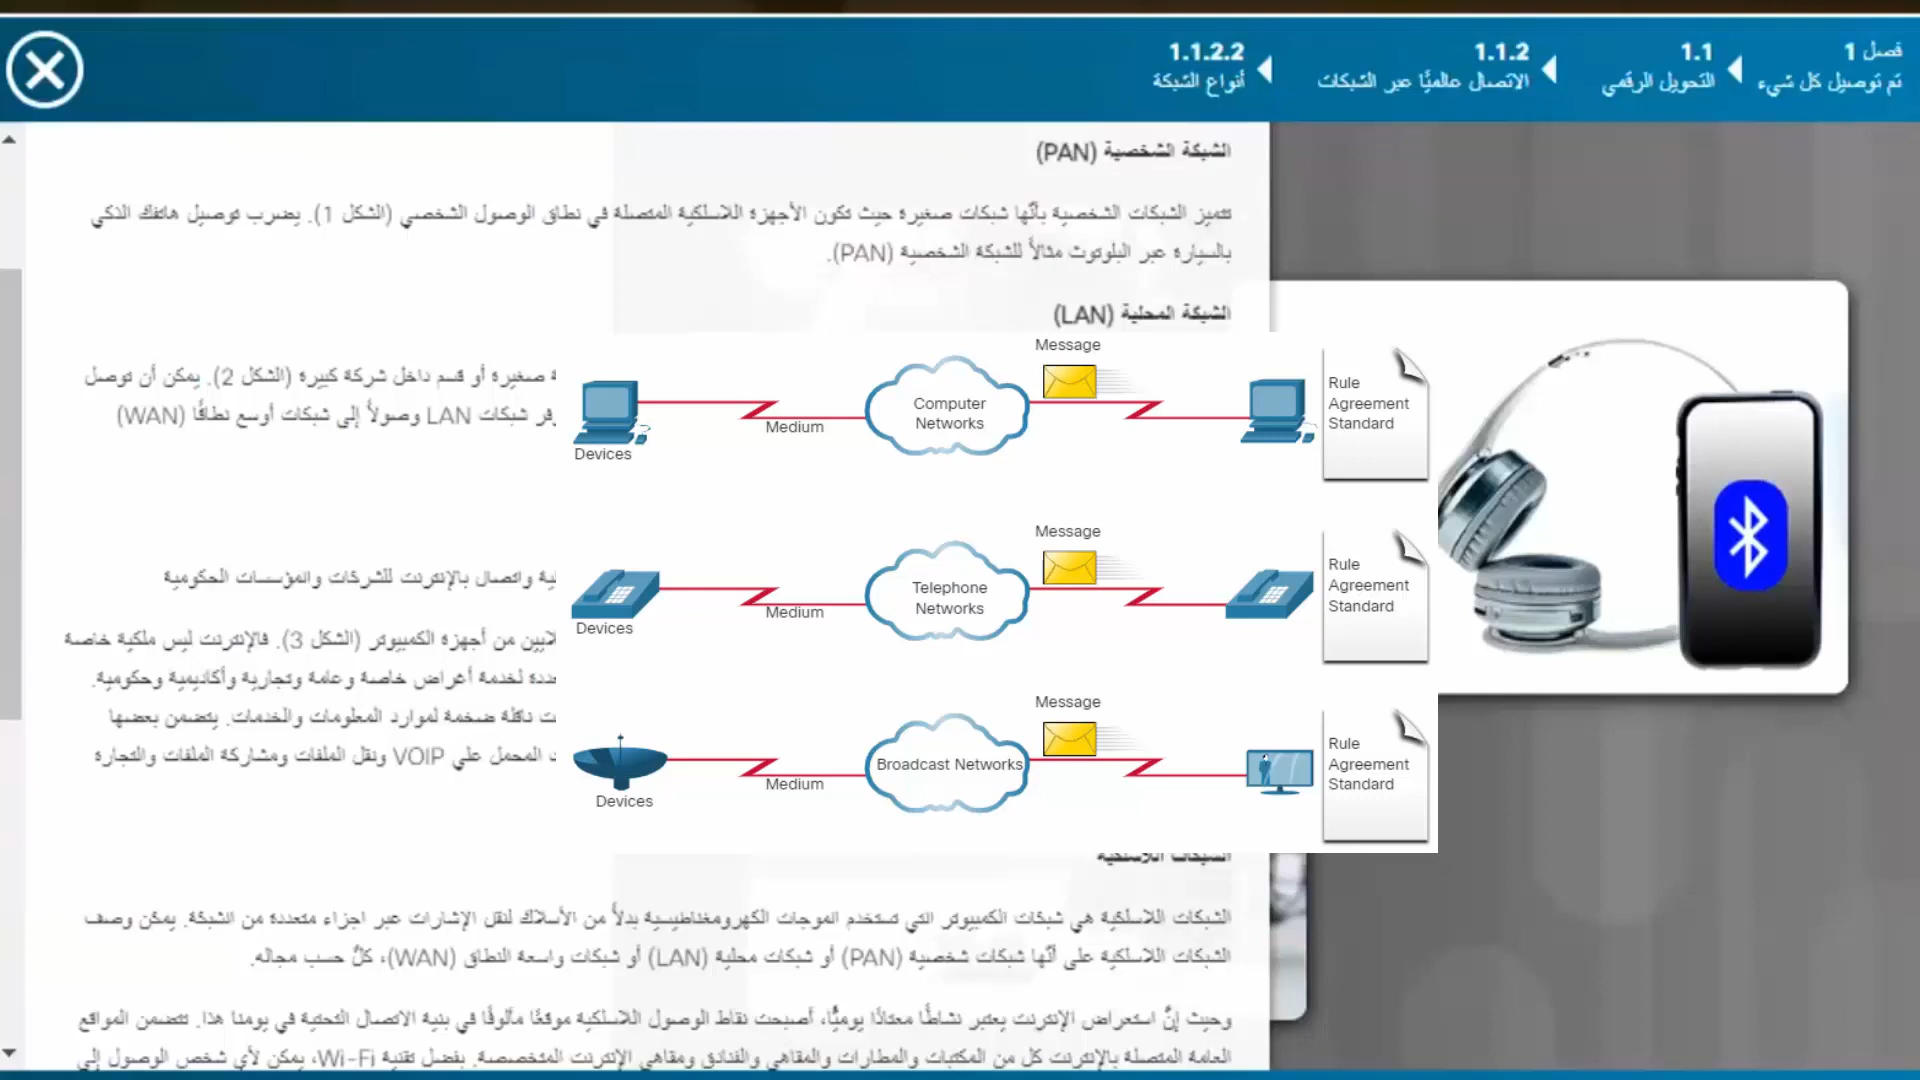 فصل 1
تم توصيل كل شيء
1.1
التحويل الرقمي
1.1.2
الاتصال عالميًا عبر الشبكات
1.1.2.2
أنواع الشبكة
الشبكة الشخصية (PAN)
تتميز الشبكات الشخصية بأنّها شبكات صغيرة حيث تكون الأجهزة اللاسلكية المتصلة في نطاق الوصول الشخصي (الشكل 1). يضرب توصيل هاتفك الذكي
بالسيارة عبر البلوتوث مثالاً للشبكة الشخصية (PAN).
الشبكة المحلية (LAN)
صغيرة أو قسم داخل شركة كبيرة (الشكل 2). يمكن أن توصل
شبكات LAN وصولاً إلى شبكات أوسع نطاقًا (WAN)
واتصال بالإنترنت للشركات والمؤسسات الحكومية
من أجهزة الكمبيوتر (الشكل 3). فالإنترنت ليس ملكية خاصة
لخدمة أغراض خاصة وعامة وتجارية وأكاديمية وحكومية.
ناقلة ضخمة لموارد المعلومات والخدمات. يتضمن بعضها
المحمل علي VOIP ونقل الملفات ومشاركة الملفات والتجارة
Message
Devices
Medium
Computer
Networks
Rule
Agreement
Standard
Message
Devices
Medium
Telephone
Networks
Rule
Agreement
Standard
Message
Devices
Medium
Broadcast Networks
Rule
Agreement
Standard
الشبكات اللاسلكية
الشبكات اللاسلكية هي شبكات الكمبيوتر التي تستخدم الموجات الكهرومغناطيسية بدلاً من الأسلاك لنقل الإشارات عبر اجزاء متعددة من الشبكة. يمكن وصف
الشبكات اللاسلكية على أنّها شبكات شخصية (PAN) أو شبكات محلية (LAN) أو شبكات واسعة النطاق (WAN)، كلٌ حسب مجاله.
وحيث إنَّ استعراض الإنترنت يعتبر نشاطًا معتادًا يوميًّا، أصبحت نقاط الوصول اللاسلكية موقعًا مألوفًا في بنية الاتصال التحتية في يومنا هذا. تتضمن المواقع
العامة المتصلة بالإنترنت كل من المكتبات والمطارات والمقاهي والفنادق ومقاهي الإنترنت المتخصصة. بفضل تقنية Wi-Fi، يمكن لأي شخص الوصول إلى